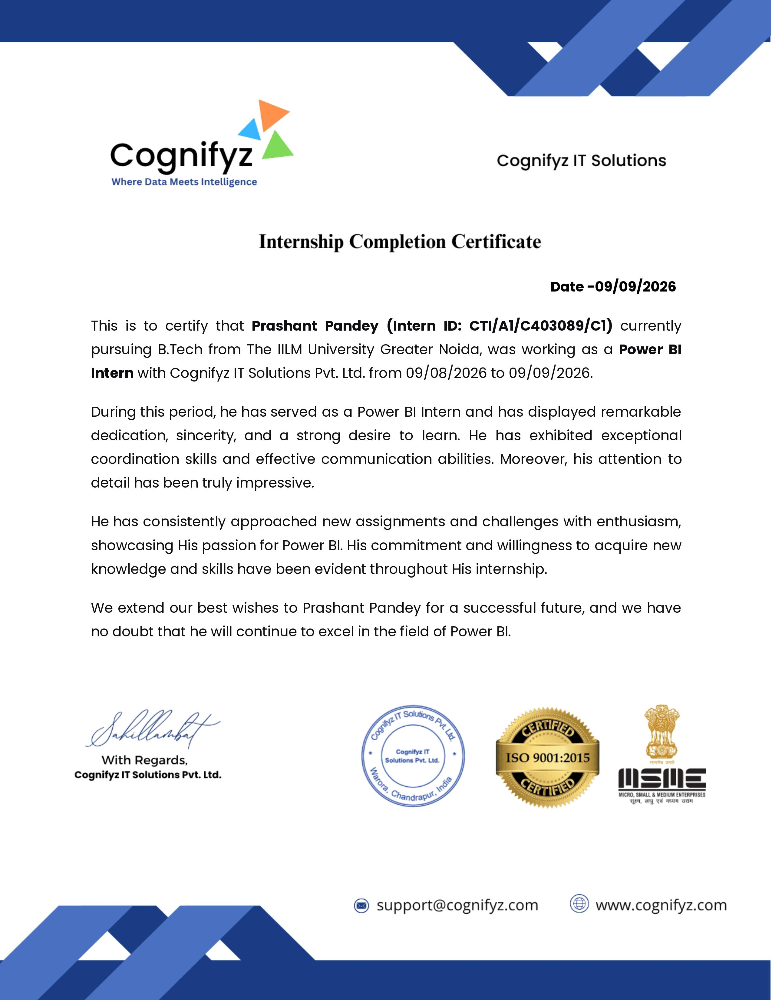 Cognifyz
Where Data Meets Intelligence
Cognifyz IT Solutions
Internship Completion Certificate
Date -09/09/2026
This is to certify that Prashant Pandey (Intern ID: CTI/A1/C403089/C1) currently
pursuing B.Tech from The IILM University Greater Noida, was working as a Power BI
Intern with Cognifyz IT Solutions Pvt. Ltd. from 09/08/2026 to 09/09/2026.
During this period, he has served as a Power BI Intern and has displayed remarkable
dedication, sincerity, and a strong desire to learn. He has exhibited exceptional
coordination skills and effective communication abilities. Moreover, his attention to
detail has been truly impressive.
He has consistently approached new assignments and challenges with enthusiasm,
showcasing His passion for Power BI. His commitment and willingness to acquire new
knowledge and skills have been evident throughout His internship.
We extend our best wishes to Prashant Pandey for a successful future, and we have
no doubt that he will continue to excel in the field of Power BI.
With Regards,
Cognifyz IT Solutions Pvt. Ltd.
Cognifyz IT Solutions Pvt. Ltd.
Cognifyz IT
Solutions Pvt. Ltd.
* *
Warora, Chandrapur, India
CERTIFIED
ISO 9001:2015
CERTIFIED
सत्यमेव जयते
MSME
MICRO, SMALL & MEDIUM ENTERPRISES
सूक्ष्म, लघु एवं मध्यम उद्यम
support@cognifyz.com
www.cognifyz.com